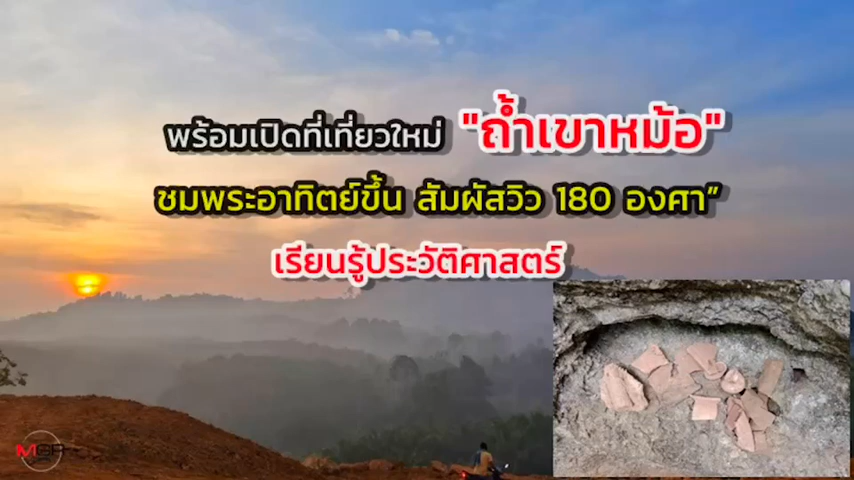 พร้อมเปิดที่เที่ยวใหม่ "ถ้ำเขาหม้อ"
ชมพระอาทิตย์ขึ้น สัมผัสวิว 180 องศา”
เรียนรู้ประวัติศาสตร์